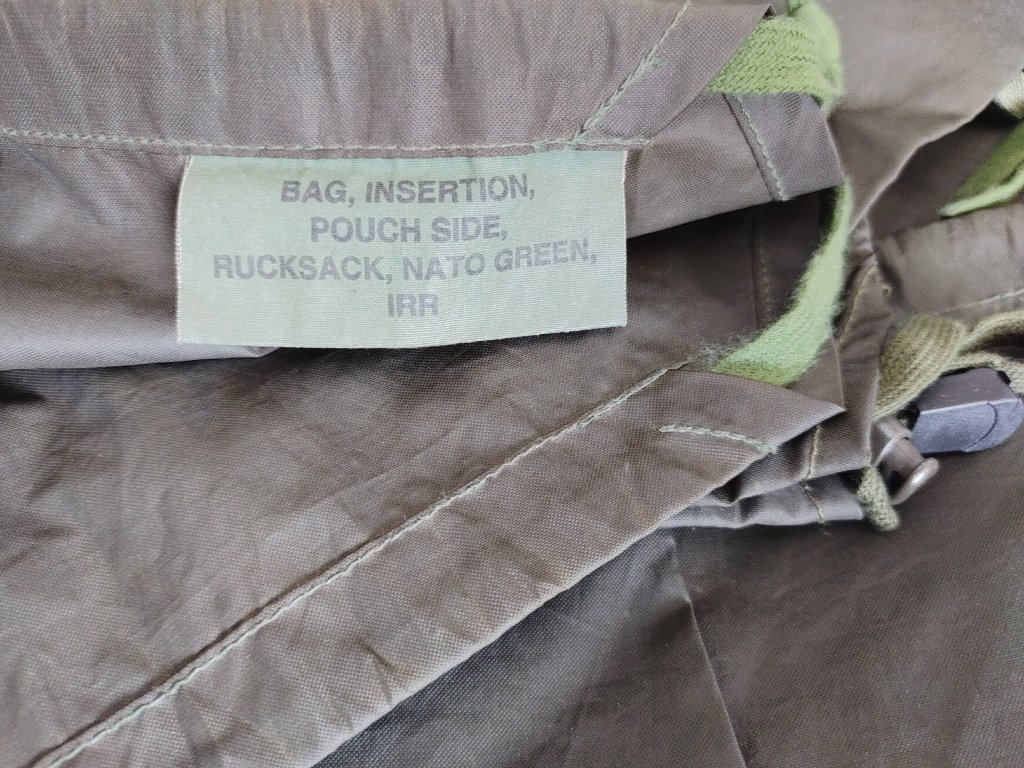 BAG, INSERTION,
POUCH SIDE,
RUCKSACK, NATO GREEN,
IRR